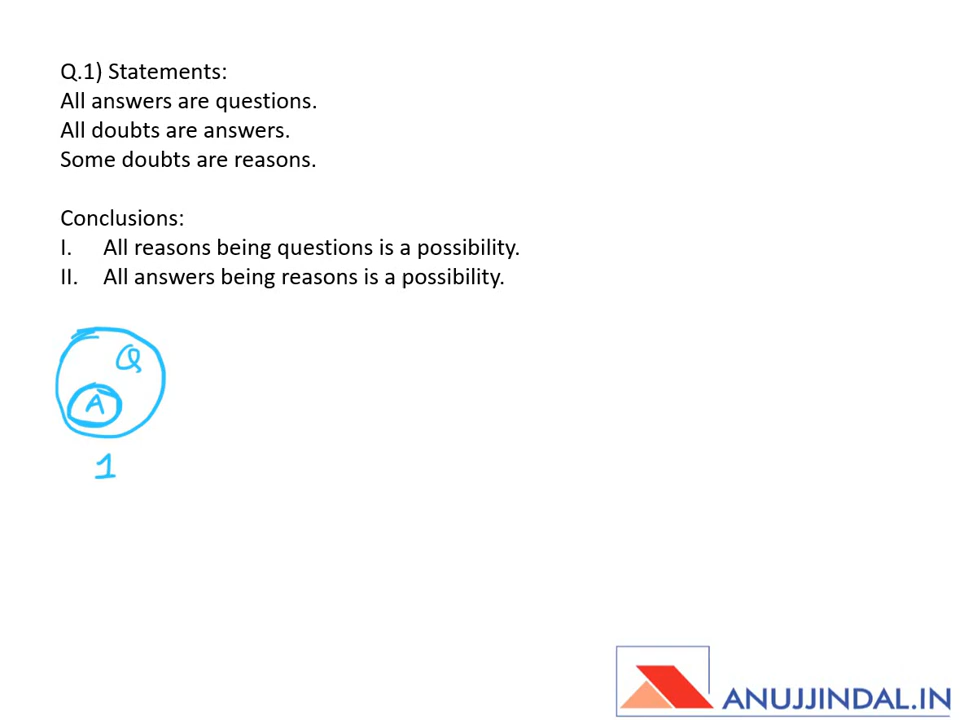 Q.1) Statements:
All answers are questions.
All doubts are answers.
Some doubts are reasons.
Conclusions:
I. All reasons being questions is a possibility.
II. All answers being reasons is a possibility.
Q
A
1
ANUJJINDAL.IN